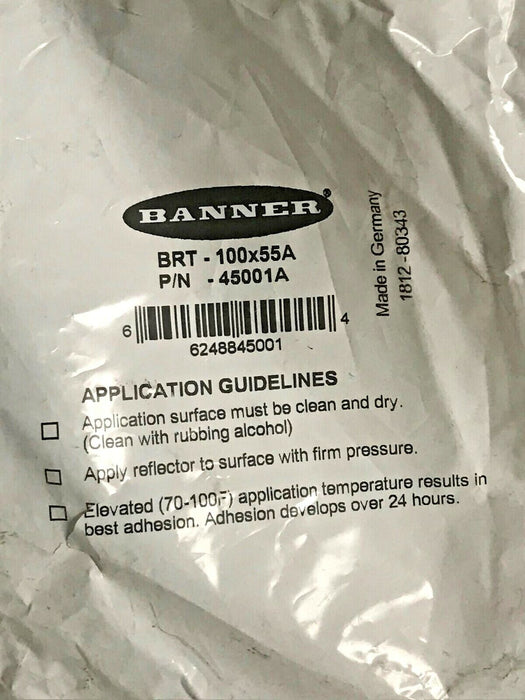 BANNER®
BRT - 100x55A
P/N - 45001A
6 6248845001 4
Made in Germany
1812-80343
APPLICATION GUIDELINES
Application surface must be clean and dry.
(Clean with rubbing alcohol)
Apply reflector to surface with firm pressure.
Elevated (70-100F) application temperature results in
best adhesion. Adhesion develops over 24 hours.